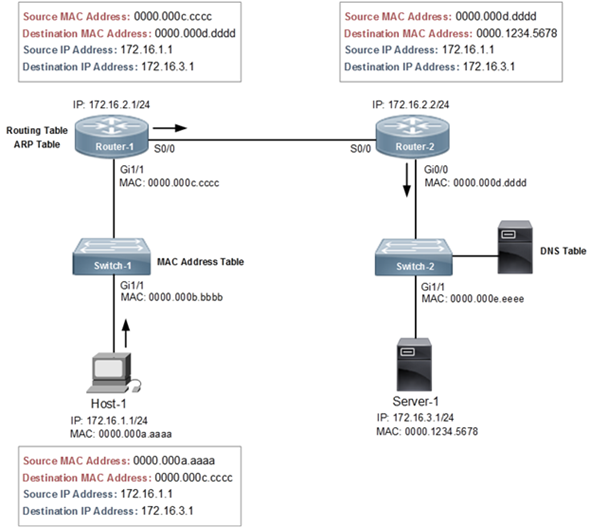 Source MAC Address: 0000.000c.cccc
Destination MAC Address: 0000.000d.dddd
Source IP Address: 172.16.1.1
Destination IP Address: 172.16.3.1
Source MAC Address: 0000.000d.dddd
Destination MAC Address: 0000.1234.5678
Source IP Address: 172.16.1.1
Destination IP Address: 172.16.3.1
IP: 172.16.2.1/24
IP: 172.16.2.2/24
Routing Table
ARP Table
Router-1
S0/0
S0/0
Router-2
Gi1/1
MAC: 0000.000c.cccc
Gi0/0
MAC: 0000.000d.dddd
Switch-1
MAC Address Table
Switch-2
DNS Table
Gi1/1
MAC: 0000.000b.bbbb
Gi1/1
MAC: 0000.000e.eeee
Host-1
IP: 172.16.1.1/24
MAC: 0000.000a.aaaa
Server-1
IP: 172.16.3.1/24
MAC: 0000.1234.5678
Source MAC Address: 0000.000a.aaaa
Destination MAC Address: 0000.000c.cccc
Source IP Address: 172.16.1.1
Destination IP Address: 172.16.3.1